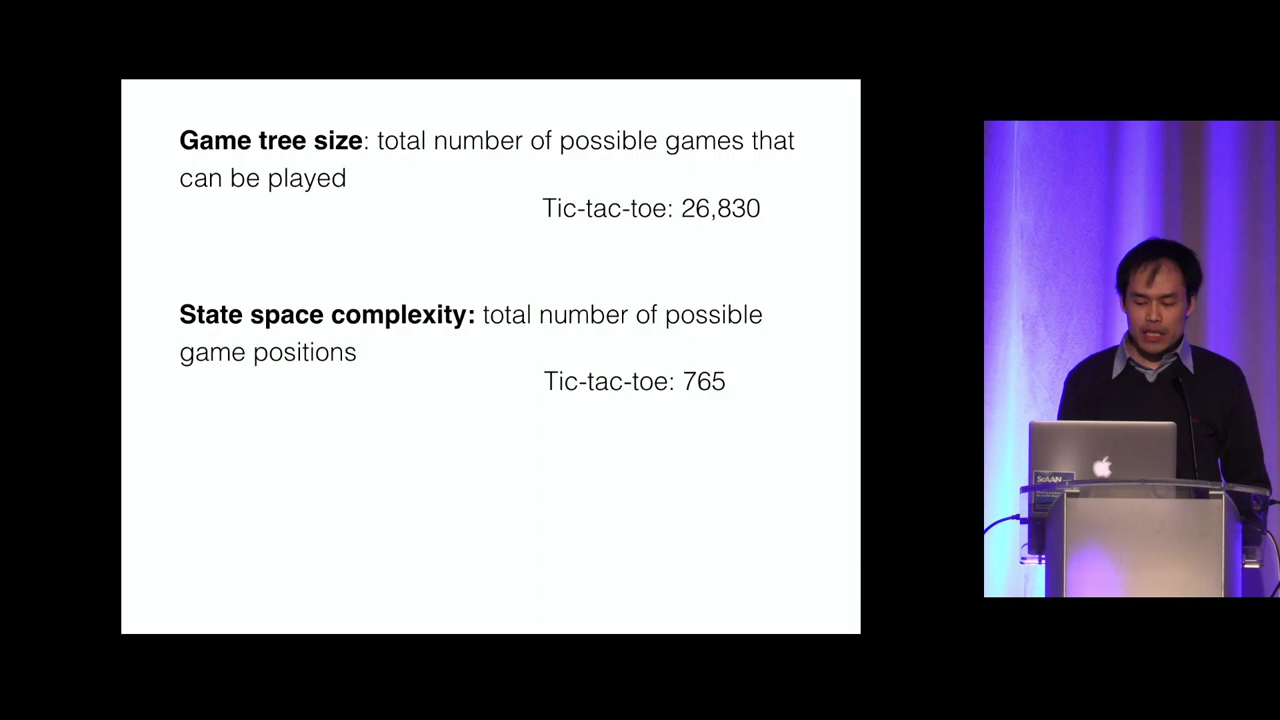 Game tree size: total number of possible games that
can be played
Tic-tac-toe: 26,830
State space complexity: total number of possible
game positions
Tic-tac-toe: 765